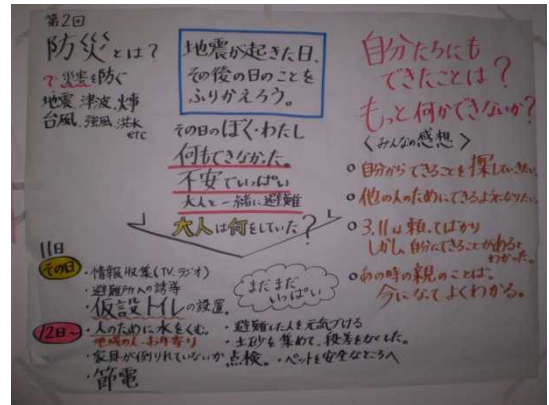 第2回
防災とは?
災害を防ぐ
地震、津波、火事
台風、強風、洪水
etc
地震が起きた日、
その後の日のことを
ふりかえろう。
その日のぼく・わたし
何もできなかった。
不安でいっぱい
大人と一緒に避難
大人は何をしていた?
11日
その日
・情報収集(TV、ラジオ)
・避難所への誘導
・仮設トイレの設置。
まだまだ
いっぱい
12日〜
・人のために水をくむ。
地域の人・お年寄り
・家具が倒れていないか点検。
・節電
・避難した人を元気づける
・土砂を集めて、段差をなくした。
・ペットを安全なところへ
自分たちにも
できたことは?
もっと何かできないか?
〈みんなの感想〉
○自分からできることを探していきたい。
○他の人のためにできるようになりたい。
○3.11は頼ってばかり
しかし、自分にできることがあると
わかった。
○あの時の親のことば。
今になってよくわかる。